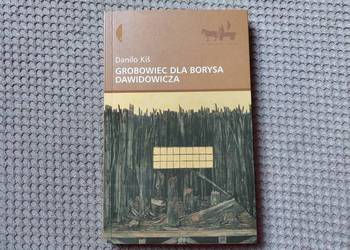 Danilo Kiš
GROBOWIEC DLA BORYSA
DAWIDOWICZA